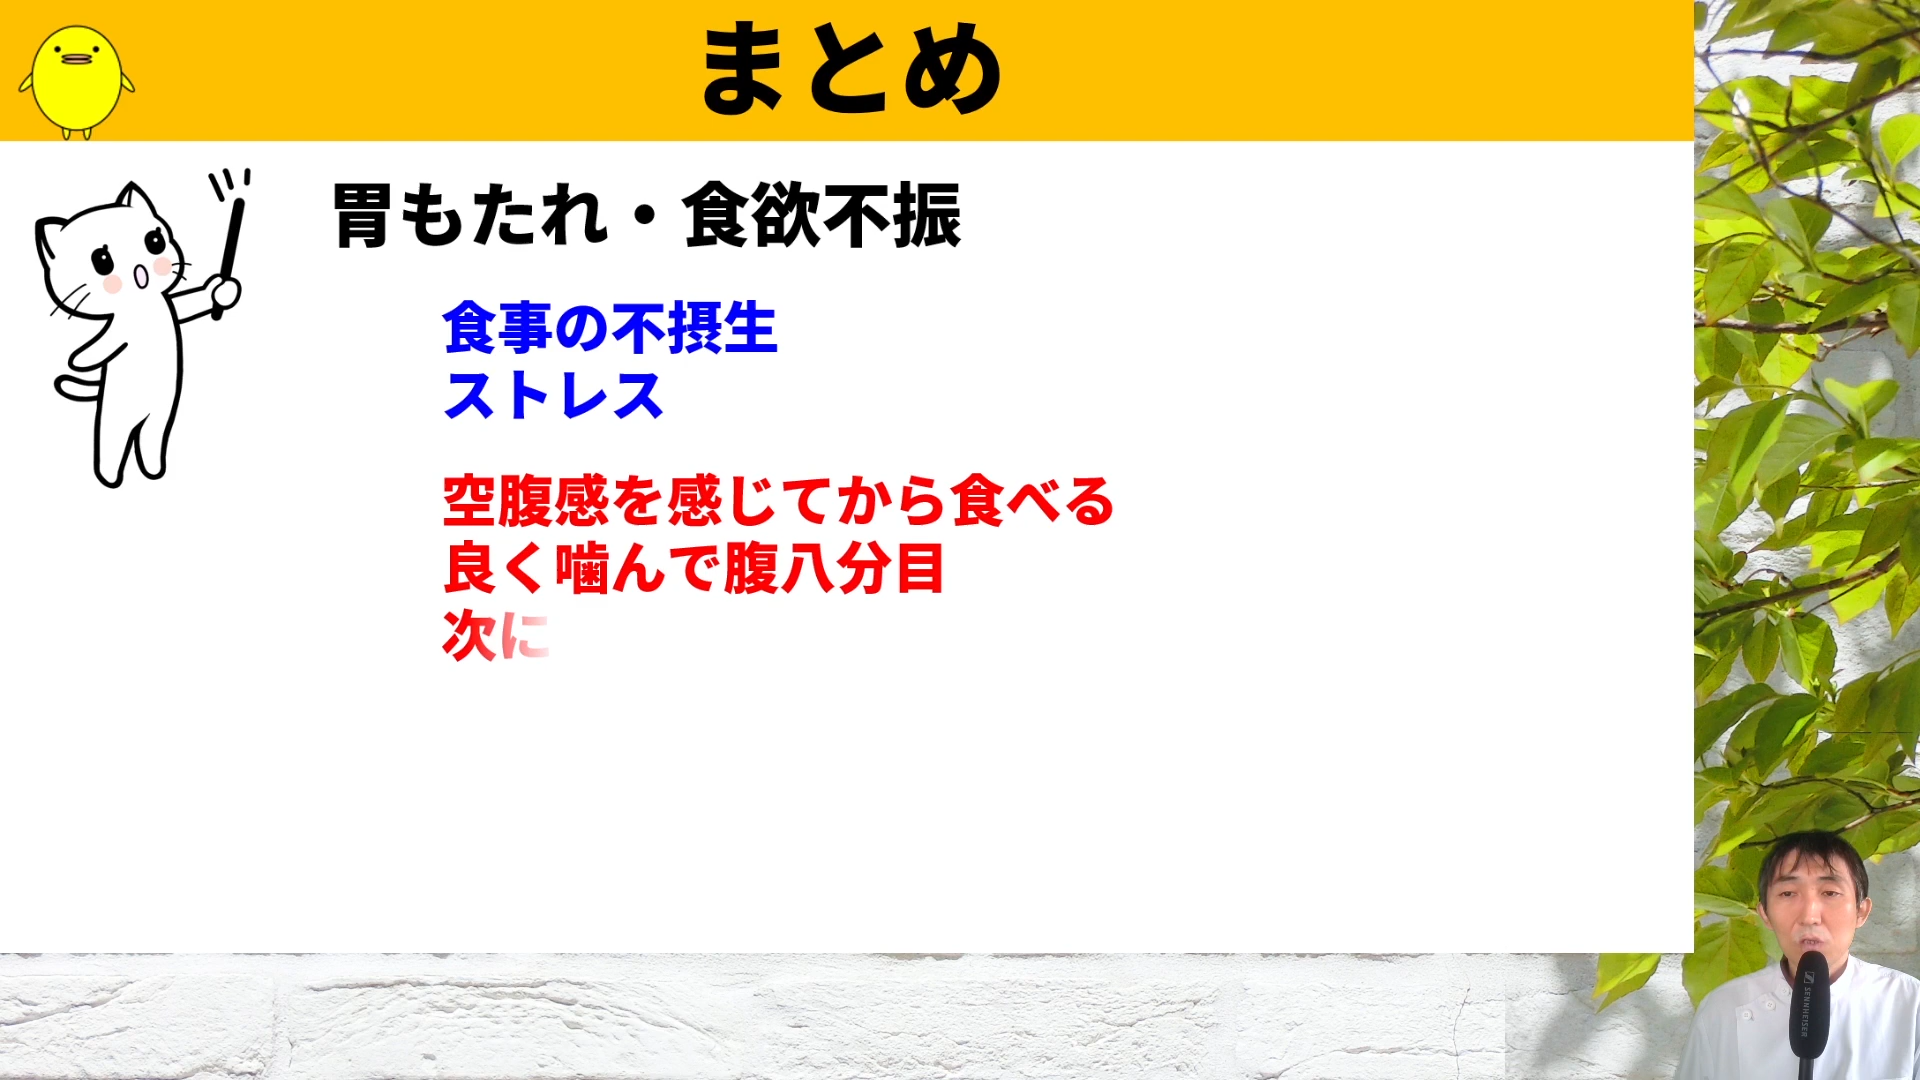 まとめ
胃もたれ・食欲不振
食事の不摂生
ストレス
空腹感を感じてから食べる
良く噛んで腹八分目
次に
SENNHEISER